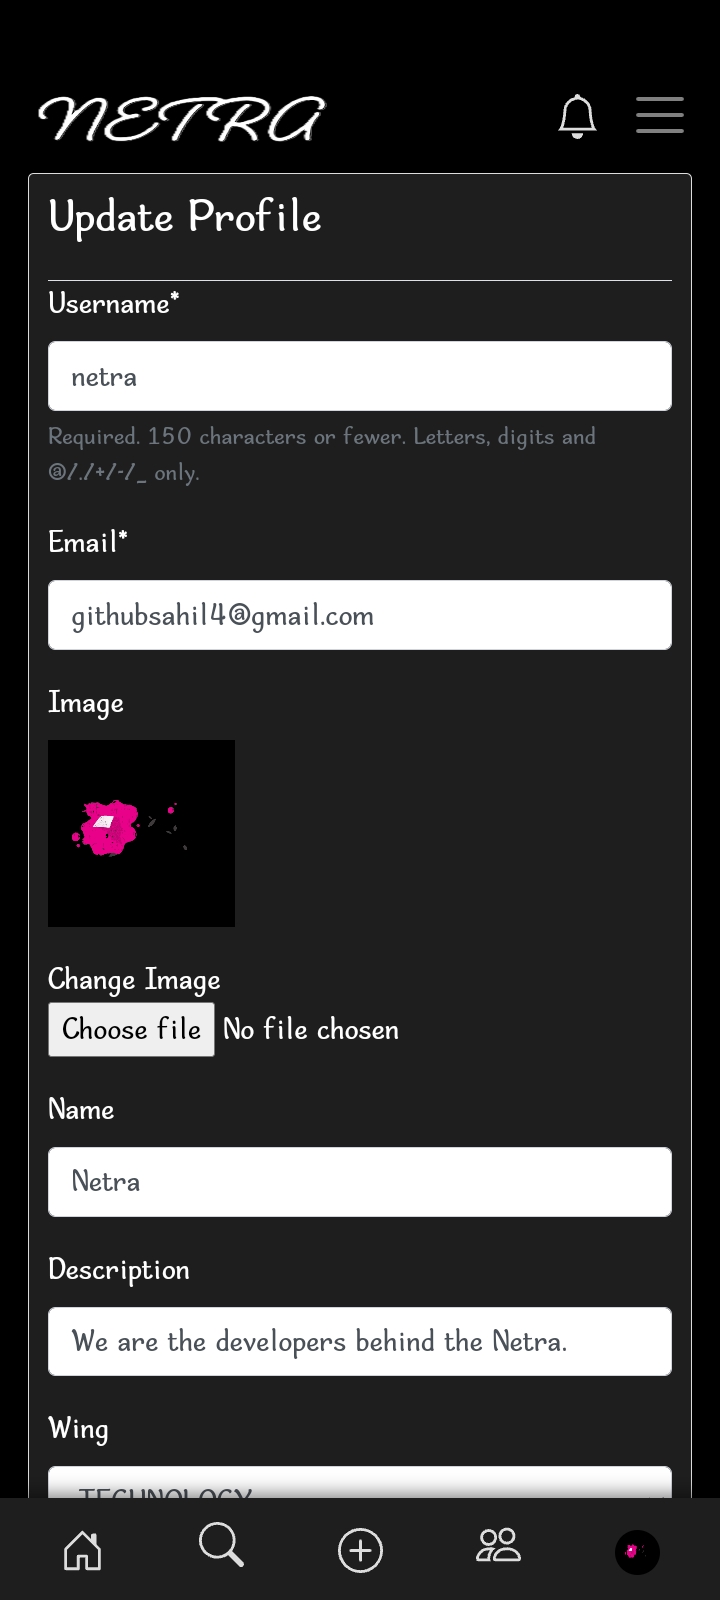 NETRA
Update Profile
Username*
netra
Required. 150 characters or fewer. Letters, digits and
@/./+/-/_ only.
Email*
githubsahil4@gmail.com
Image
Change Image
Choose file No file chosen
Name
Netra
Description
We are the developers behind the Netra.
Wing
TECHNOLOGY